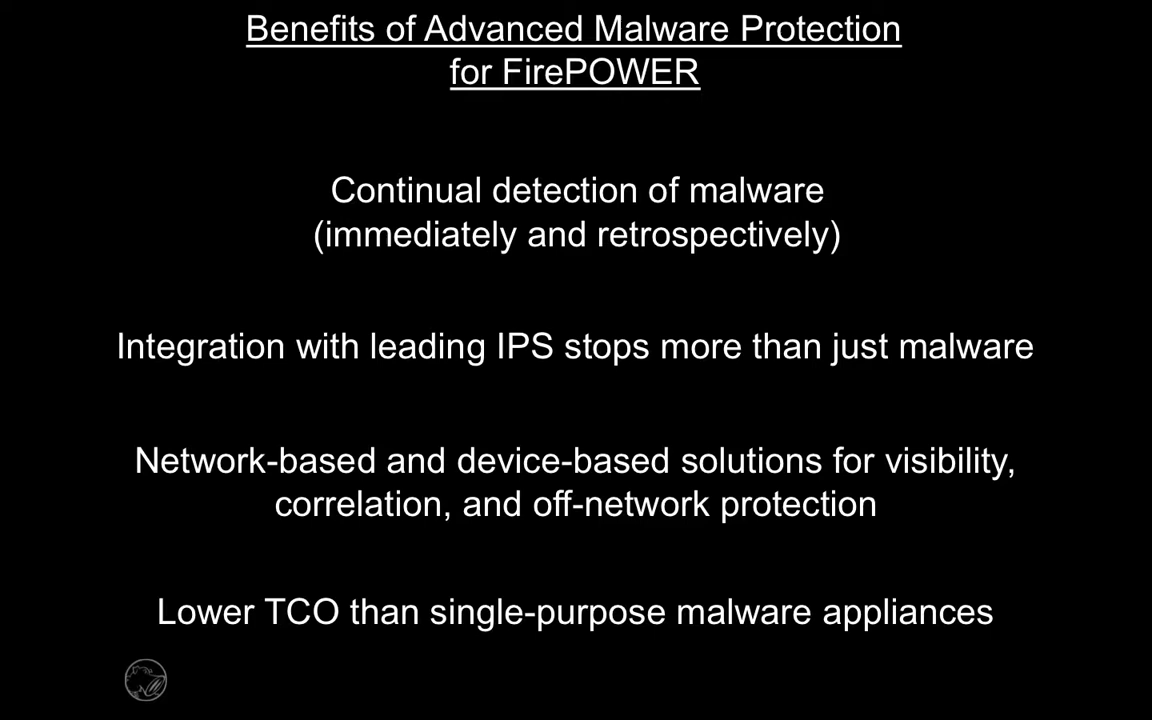 Benefits of Advanced Malware Protection
for FirePOWER
Continual detection of malware
(immediately and retrospectively)
Integration with leading IPS stops more than just malware
Network-based and device-based solutions for visibility,
correlation, and off-network protection
Lower TCO than single-purpose malware appliances